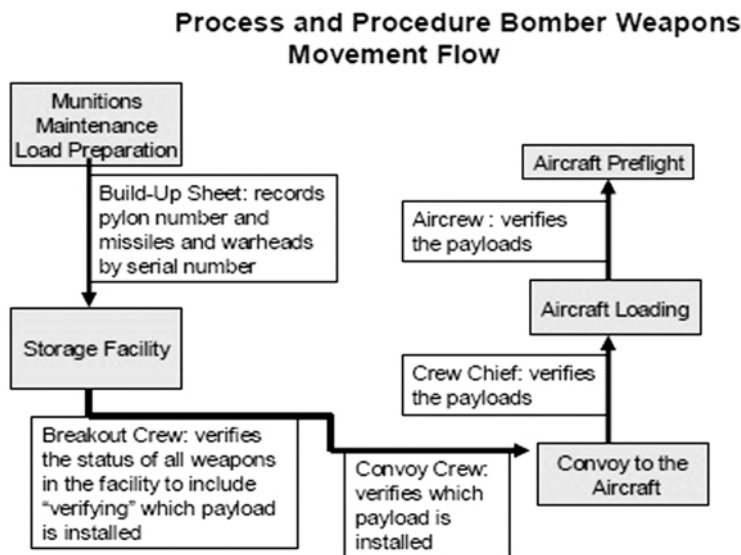 Process and Procedure Bomber Weapons
Movement Flow
Munitions
Maintenance
Load Preparation
Build-Up Sheet: records
pylon number and
missiles and warheads
by serial number
Storage Facility
Breakout Crew: verifies
the status of all weapons
in the facility to include
“verifying” which payload
is installed
Convoy Crew:
verifies which
payload is
installed
Convoy to the
Aircraft
Crew Chief: verifies
the payloads
Aircraft Loading
Aircrew : verifies
the payloads
Aircraft Preflight